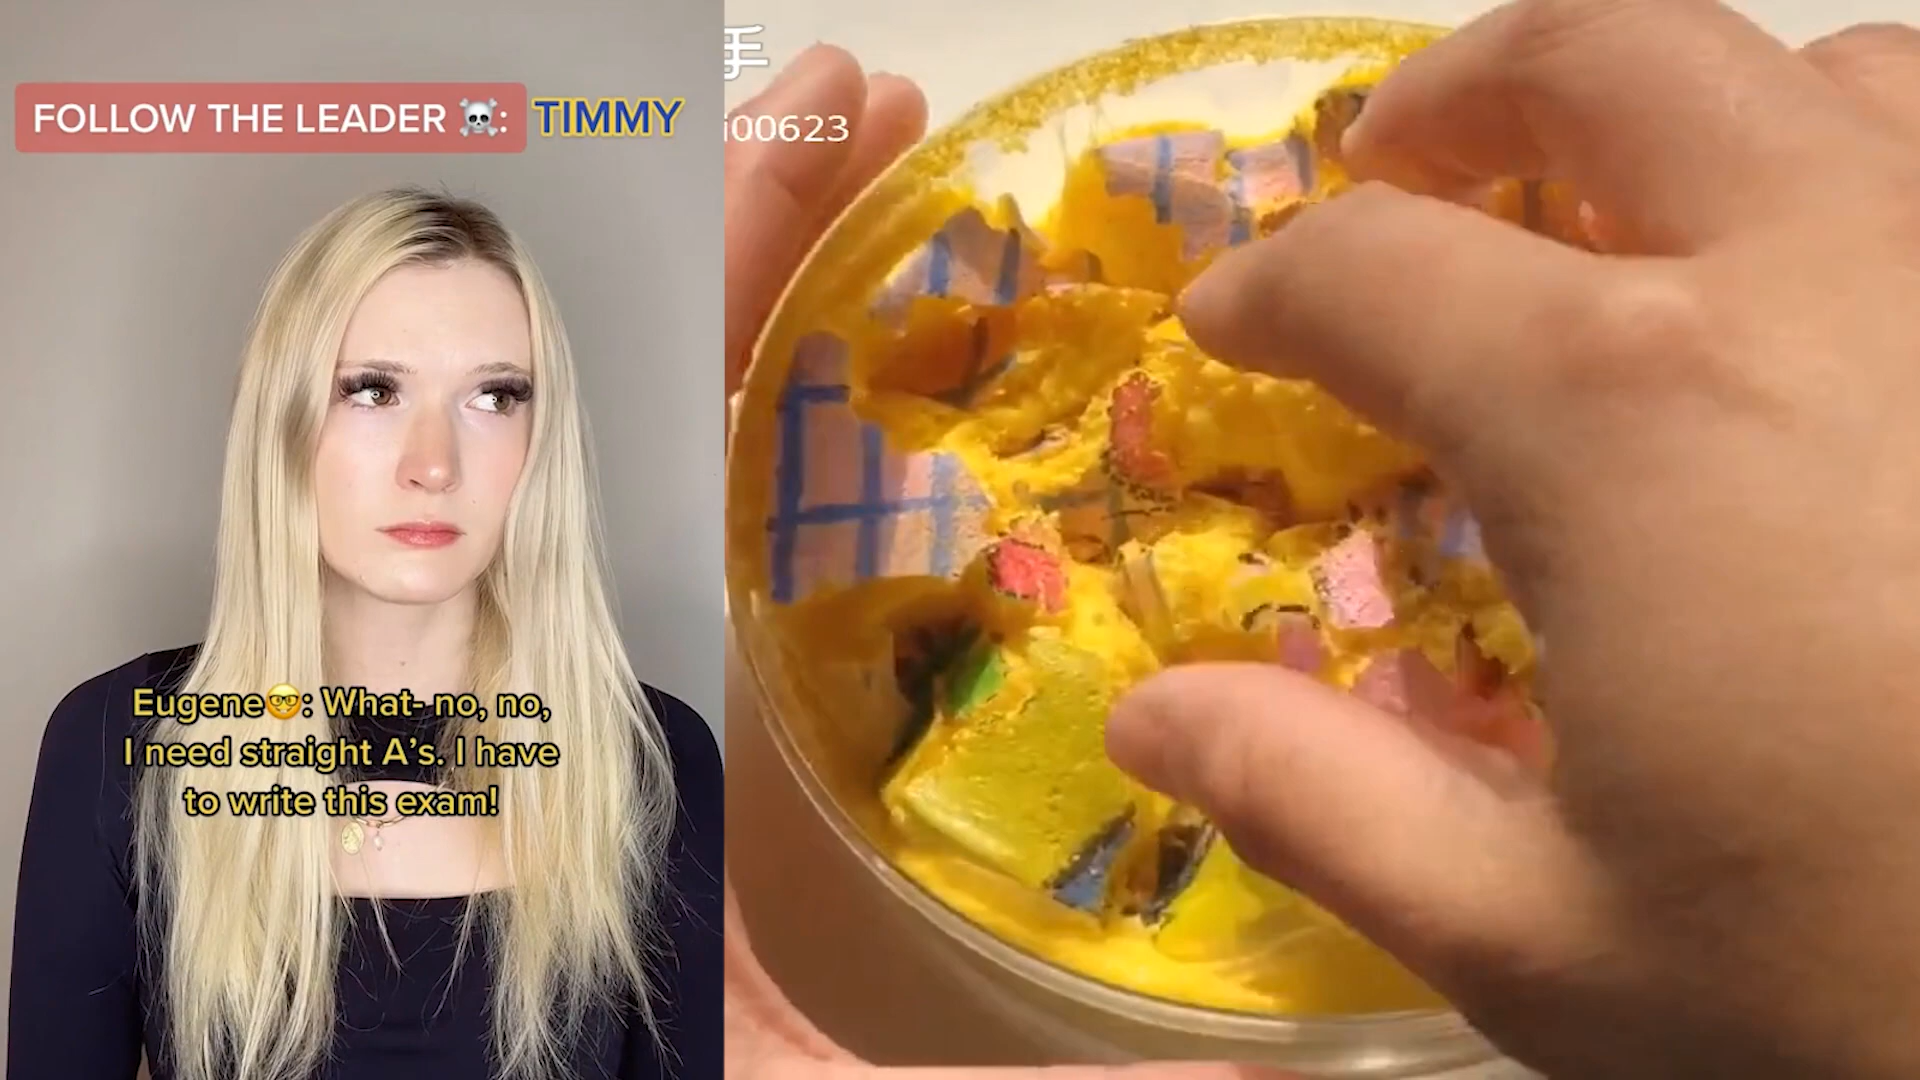 FOLLOW THE LEADER ☠️: TIMMY
手
i00623
Eugene🤓: What- no, no,
I need straight A’s. I have
to write this exam!